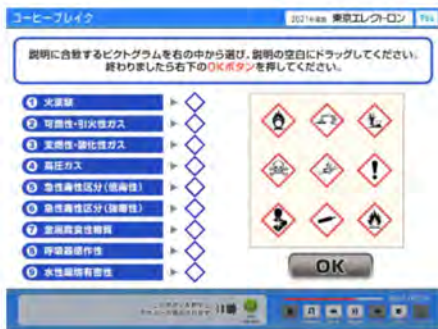 コーヒーブレイク
東京エレクトロン
説明に合致するピクトグラムを右の中から選び、説明の空白にドラッグしてください。
終わりましたら右下のOKボタンを押してください。
① 火薬類
② 可燃性・引火性ガス
③ 支燃性・酸化性ガス
④ 高圧ガス
⑤ 急性毒性区分（低毒性）
⑥ 急性毒性区分（強毒性）
⑦ 金属腐食性物質
⑧ 呼吸器感作性
⑨ 水性環境有害性
OK